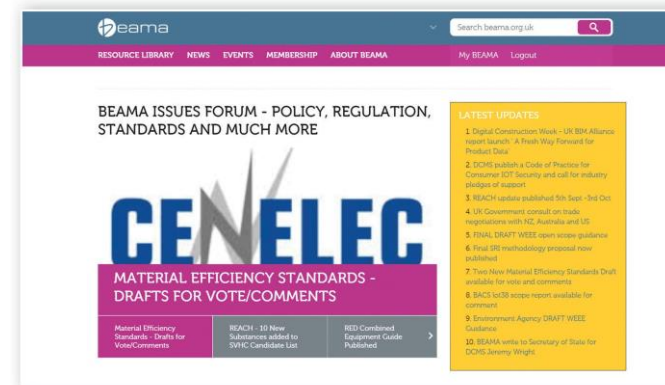 beama
Search beama.org.uk
RESOURCE LIBRARY NEWS EVENTS MEMBERSHIP ABOUT BEAMA
My BEAMA Logout
BEAMA ISSUES FORUM - POLICY, REGULATION,
STANDARDS AND MUCH MORE
CENELEC
MATERIAL EFFICIENCY STANDARDS -
DRAFTS FOR VOTE/COMMENTS
Material Efficiency
Standards - Drafts for
Vote/Comments
REACH - 10 New
Substances added to
SVHC Candidate List
RED Combined
Equipment Guide
Published
LATEST UPDATES
1. Digital Construction Week - UK BIM Alliance
report launch ' A Fresh Way Forward for
Product Data'
2. DCMS publish a Code of Practice for
Consumer IOT Security and call for industry
pledges of support
3. REACH update published 5th Sept -3rd Oct
4. UK Government consult on trade
negotiations with NZ, Australia and US
5. FINAL DRAFT WEEE open scope guidance
6. Final SRI methodology proposal now
published
7. Two New Material Efficiency Standards Draft
available for vote and comments
8. BACS lot38 scope report available for
comment
9. Environment Agency DRAFT WEEE
Guidance
10. BEAMA write to Secretary of State for
DCMS Jeremy Wright